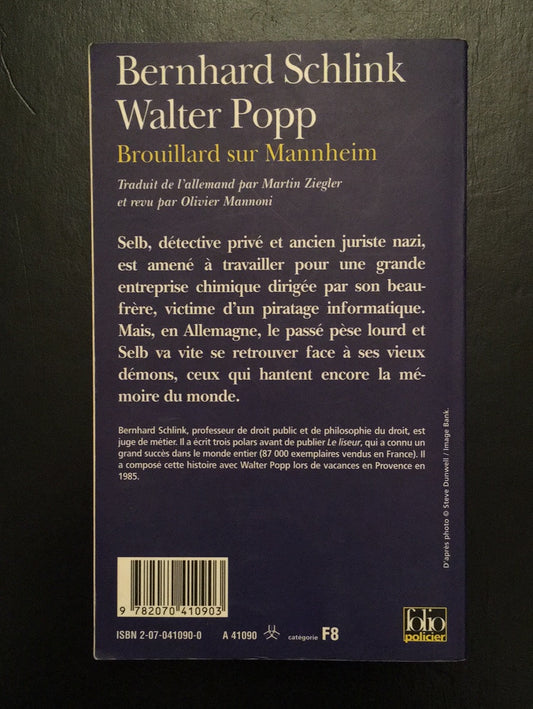 Bernhard Schlink
Walter Popp
Brouillard sur Mannheim
Traduit de l'allemand par Martin Ziegler
et revu par Olivier Mannoni
Selb, détective privé et ancien juriste nazi,
est amené à travailler pour une grande
entreprise chimique dirigée par son beau-
frère, victime d'un piratage informatique.
Mais, en Allemagne, le passé pèse lourd et
Selb va vite se retrouver face à ses vieux
démons, ceux qui hantent encore la mé-
moire du monde.
Bernhard Schlink, professeur de droit public et de philosophie du droit, est
juge de métier. Il a écrit trois polars avant de publier Le liseur, qui a connu un
grand succès dans le monde entier (87 000 exemplaires vendus en France). Il
a composé cette histoire avec Walter Popp lors de vacances en Provence en
1985.
D'après photo © Steve Dunwell / Image Bank.
9 782070 410903
ISBN 2-07-041090-0 A 41090 catégorie F8
folio
policier